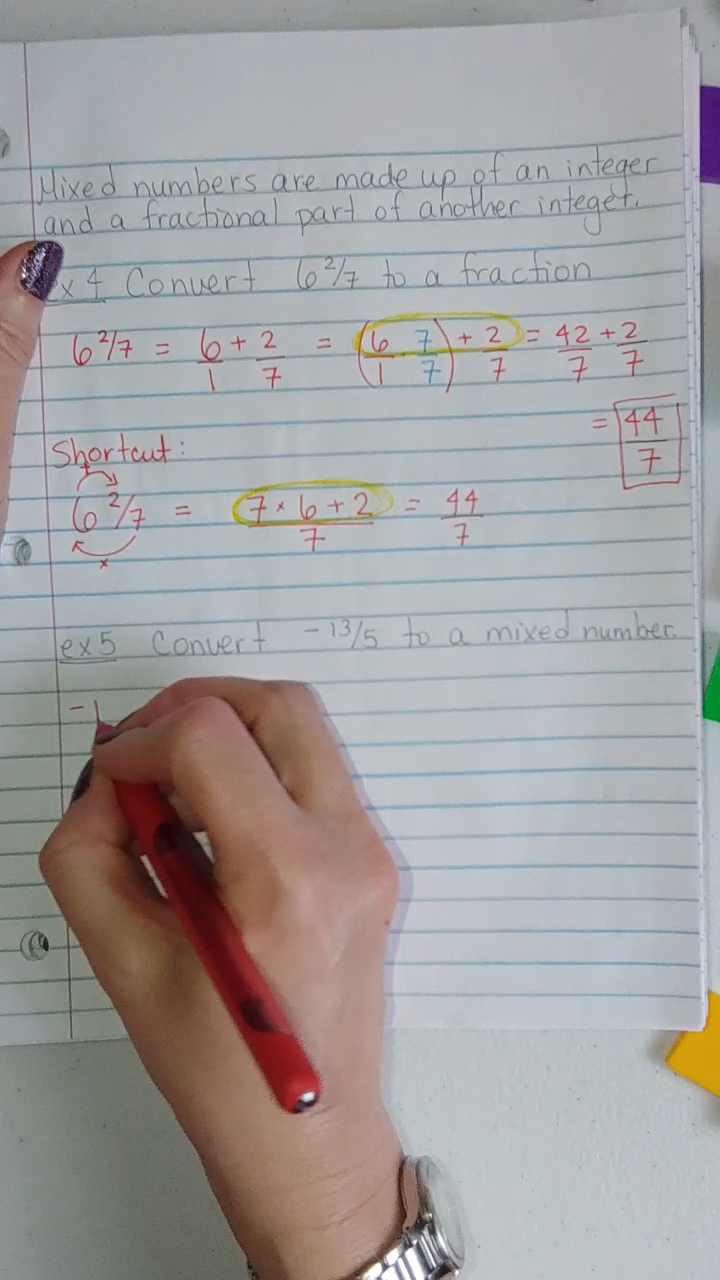 Mixed numbers are made up of an integer
and a fractional part of another integer.
ex 4 Convert 6 2/7 to a fraction
6 2/7 = 6/1 + 2/7 = (6/1 7/7) + 2/7 = 42/7 + 2/7
= 44/7
Shortcut:
+
6 2/7 = (7 × 6 + 2)/7 = 44/7
×
ex5 Convert -13/5 to a mixed number.
-1